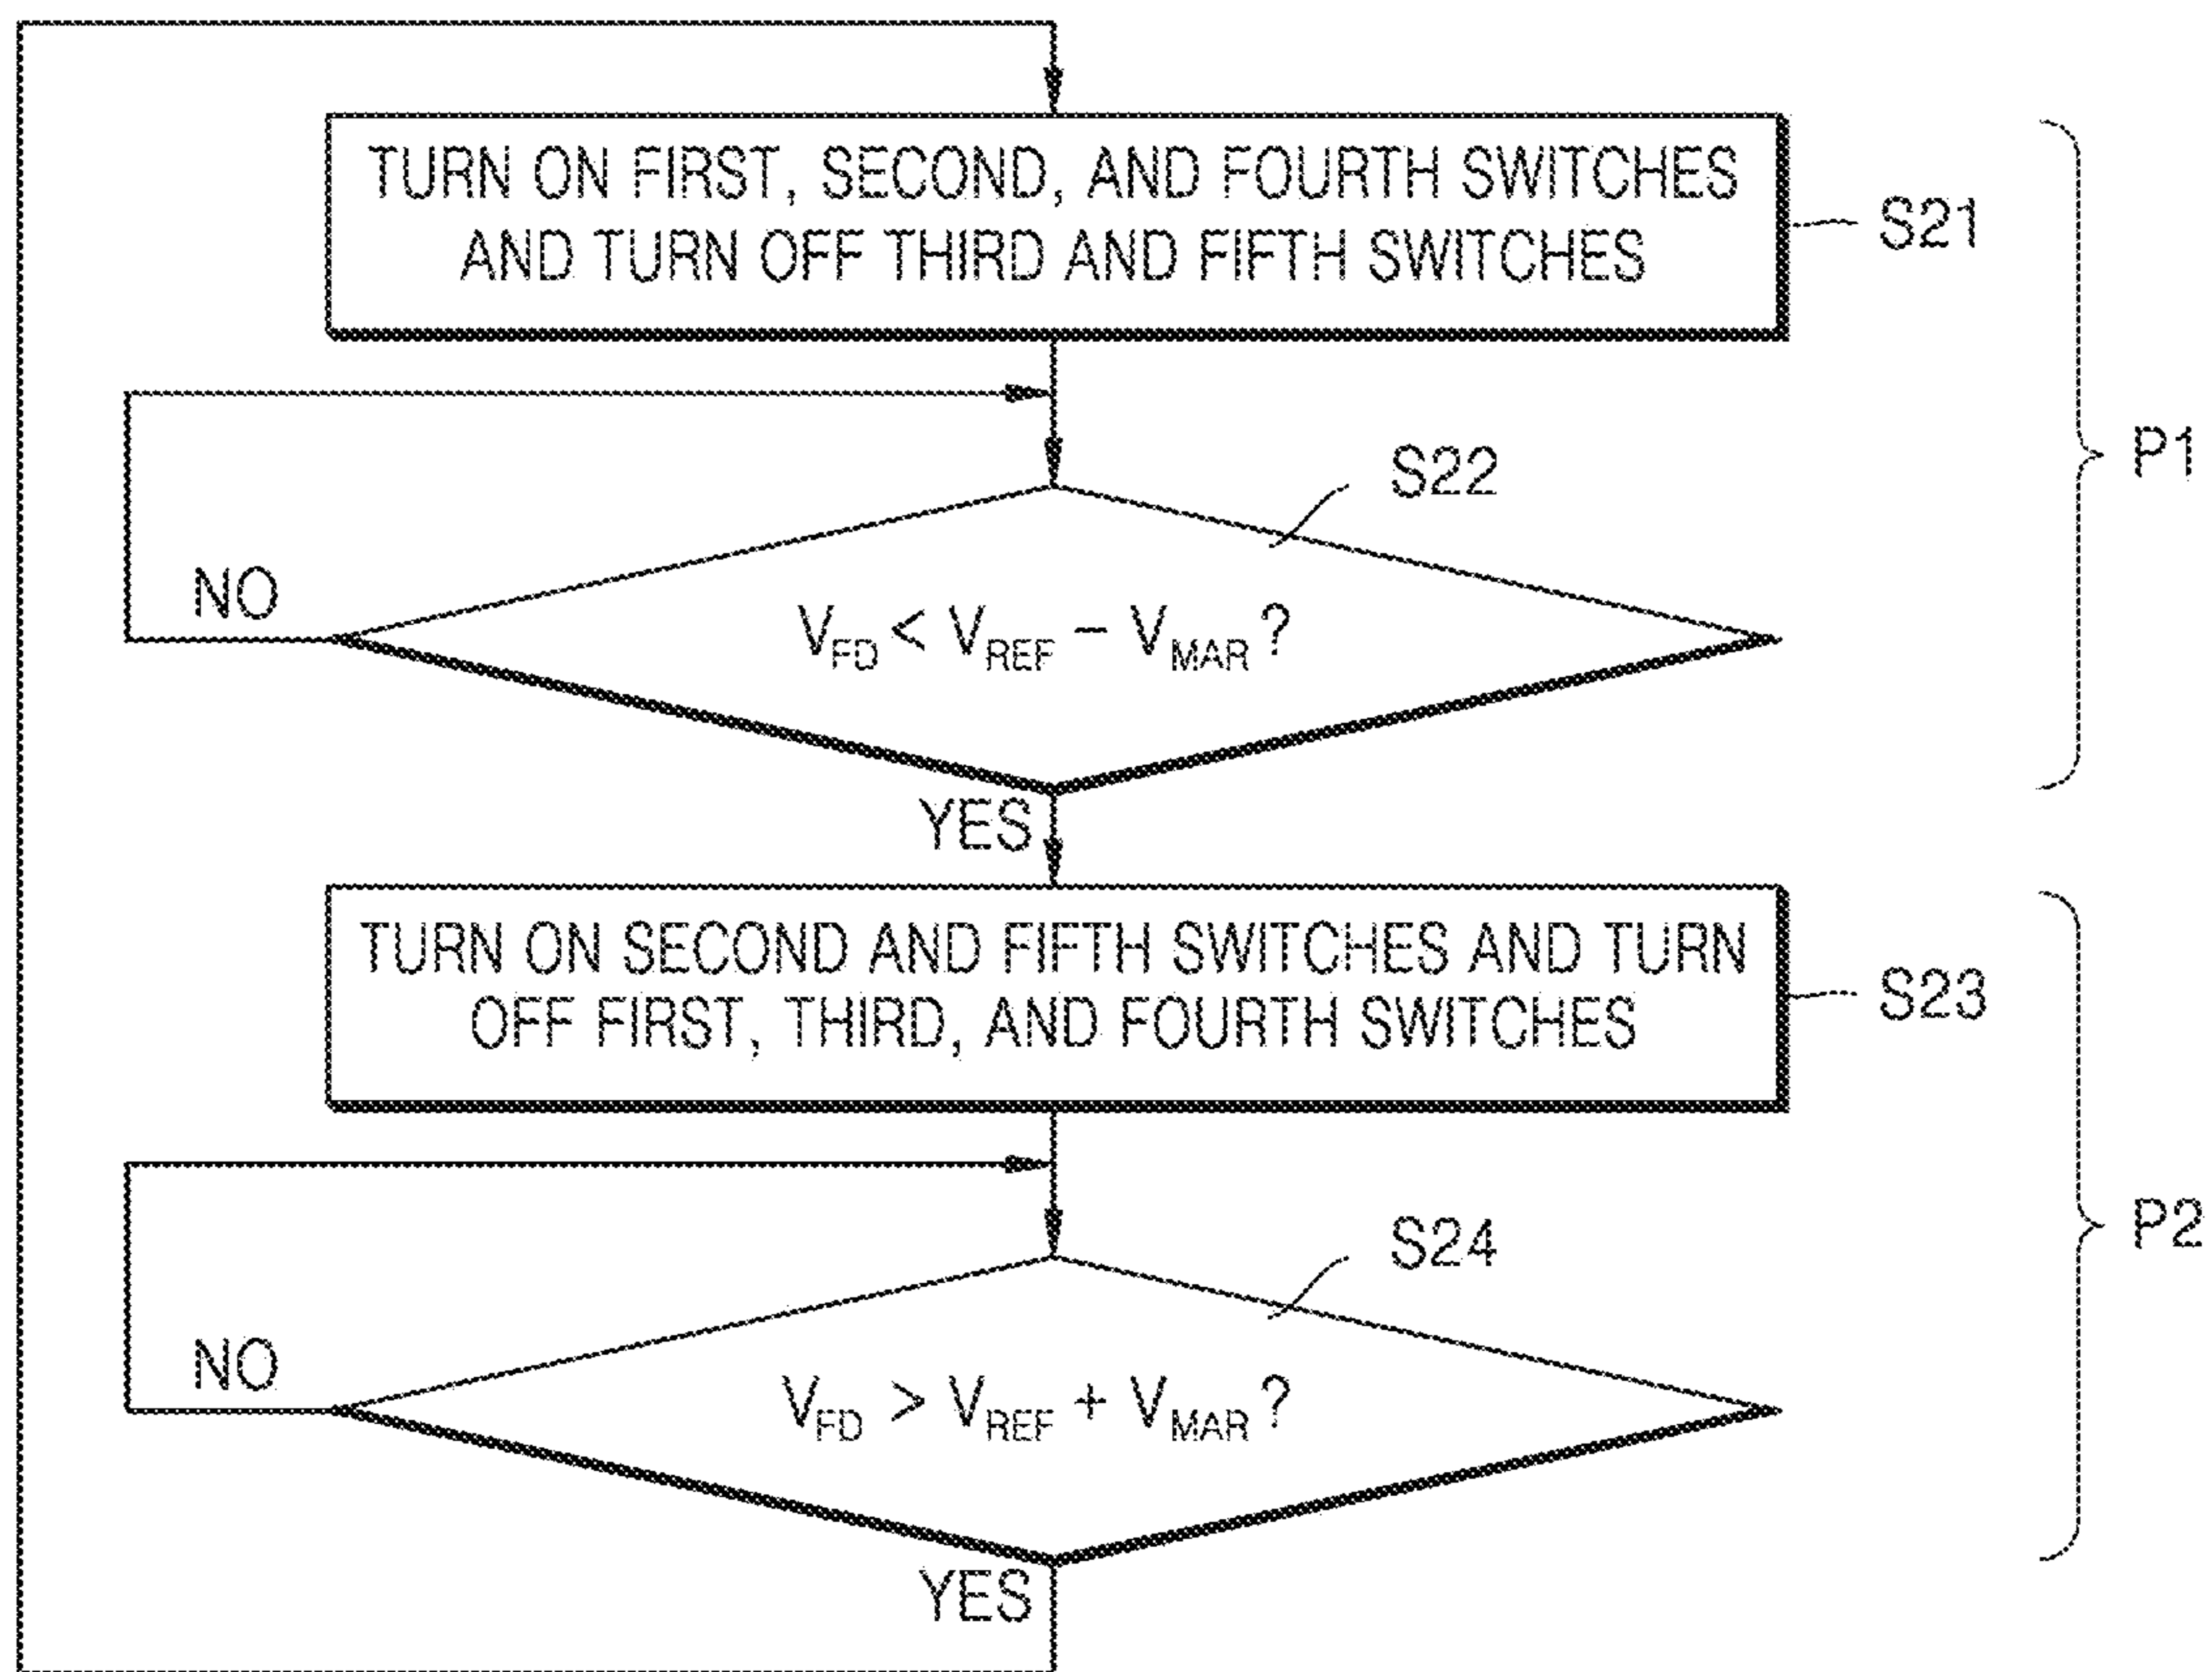 TURN ON FIRST, SECOND, AND FOURTH SWITCHES
AND TURN OFF THIRD AND FIFTH SWITCHES
S21
P1
S22
NO
V_FD < V_REF − V_MAR ?
YES
TURN ON SECOND AND FIFTH SWITCHES AND TURN
OFF FIRST, THIRD, AND FOURTH SWITCHES
S23
P2
S24
NO
V_FD > V_REF + V_MAR ?
YES